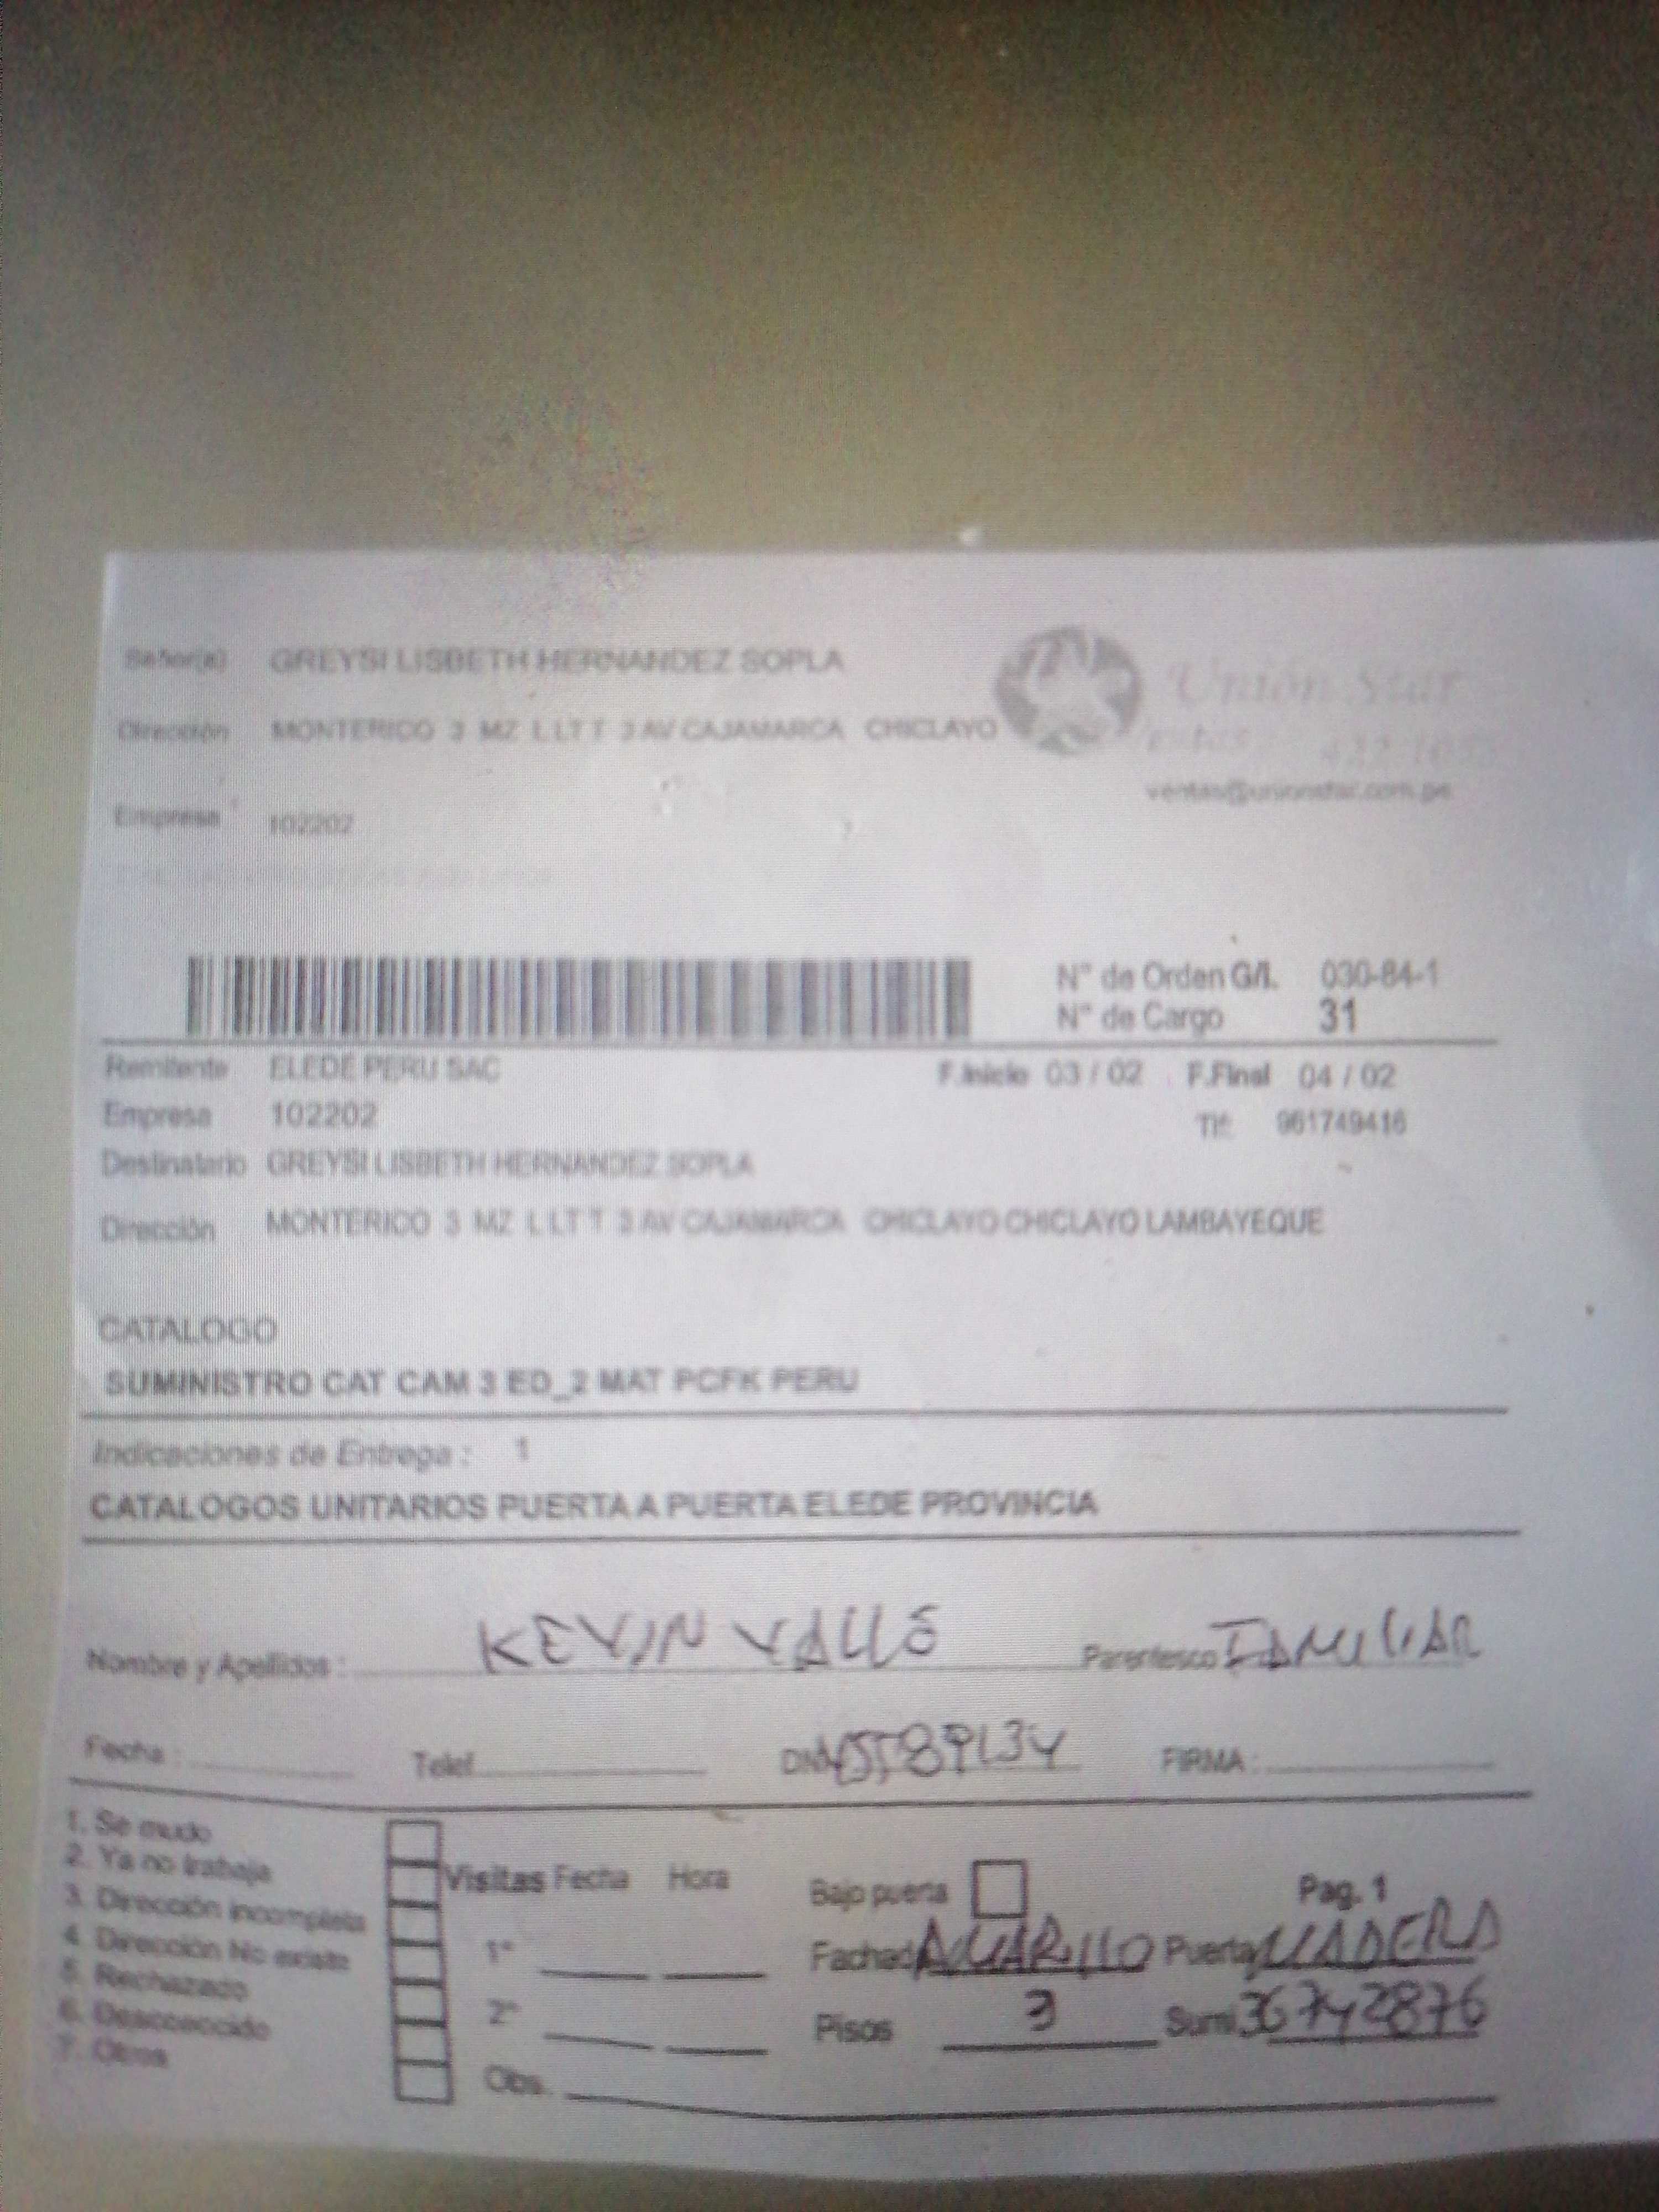 Señor(a) GREYSI LISBETH HERNANDEZ SOPLA
Unión Star
Dirección MONTERICO 3 MZ L LT T 3 AV CAJAMARCA CHICLAYO
ventas@unionstar.com.pe
Empresa 102202
N° de Orden G/I. 030-84-1
N° de Cargo 31
Remitente ELEDE PERU SAC F.Inicio 03 / 02 F.Final 04 / 02
Empresa 102202 Tlf: 961749416
Destinatario GREYSI LISBETH HERNANDEZ SOPLA
Dirección MONTERICO 3 MZ L LT T 3 AV CAJAMARCA CHICLAYO CHICLAYO LAMBAYEQUE
CATALOGO
SUMINISTRO CAT CAM 3 ED_2 MAT PCFK PERU
Indicaciones de Entrega : 1
CATALOGOS UNITARIOS PUERTA A PUERTA ELEDE PROVINCIA
Nombre y Apellidos : KEVIN VALLE Parentesco FAMILIAR
Fecha : Telef. DNI FIRMA :
1. Se mudo
2. Ya no trabaja
3. Dirección incompleta
4. Dirección No existe
5. Rechazado
6. Desconocido
7. Otros
Visitas Fecha Hora
1°
2°
Obs.
Bajo puerta Pag. 1
Fachada AMARILLO Puerta MADERA
Pisos 3 Sumi 36742876